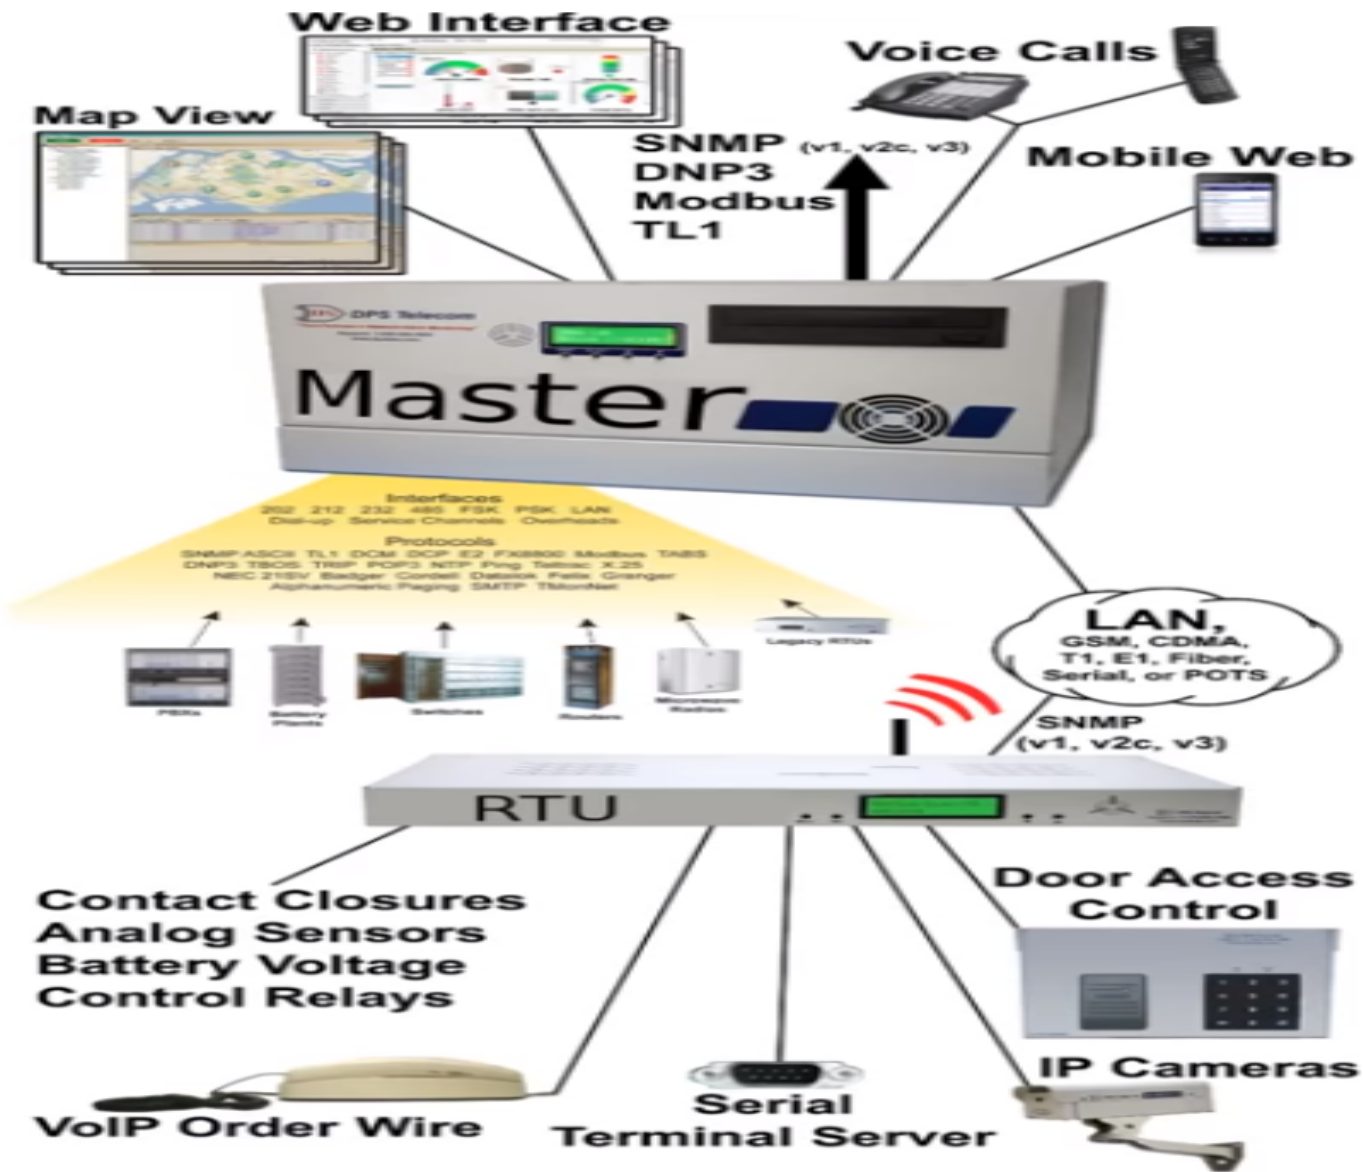 Web Interface
Voice Calls
Map View
SNMP (v1, v2c, v3)
DNP3
Modbus
TL1
Mobile Web
DPS Telecom
Master
Interfaces
202 212 232 485 FSK PSK LAN
Dial-up Service Channels Overheads
Protocols
SNMP ASCII TL1 DCM DCP E2 FX8800 Modbus TABS
DNP3 TBOS TRIP POP3 NTP Ping Teltrac X.25
NEC 21SV Badger Cordell Datalok Felix Granger
Alphanumeric Paging SMTP TMonNet
LAN,
GSM, CDMA,
T1, E1, Fiber,
Serial, or POTS
Legacy RTUs
PBXs
Battery
Plants
Switches
Routers
Microwave
Radios
SNMP
(v1, v2c, v3)
RTU
Contact Closures
Analog Sensors
Battery Voltage
Control Relays
Door Access
Control
IP Cameras
VoIP Order Wire
Serial
Terminal Server